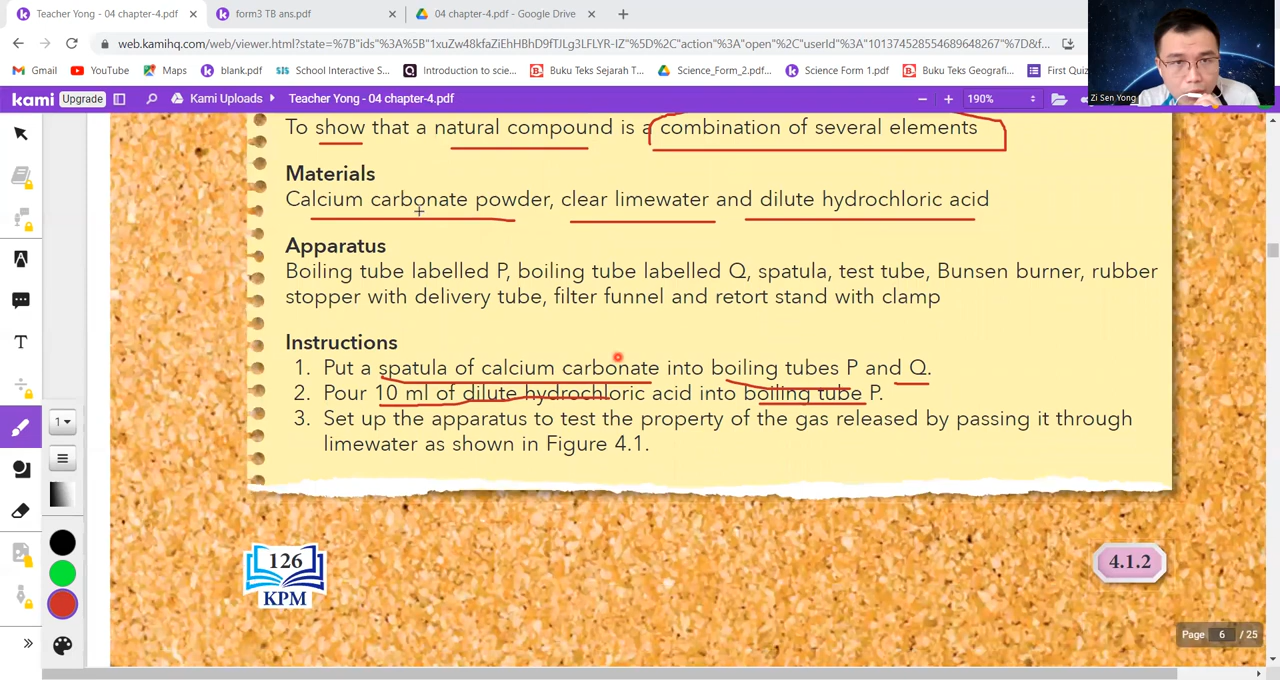 Teacher Yong - 04 chapter-4.pdf
form3 TB ans.pdf
04 chapter-4.pdf - Google Drive
web.kamihq.com/web/viewer.html?state=%7B"ids"%3A%5B"1xuZw48kfaZiEhHBhD9fTJLg3LFLYR-IZ"%5D%2C"action"%3A"open"%2C"userId"%3A"101374528554689648267"%7D&f...
Gmail
YouTube
Maps
blank.pdf
SIS School Interactive S...
Introduction to scie...
Buku Teks Sejarah T...
Science_Form_2.pdf...
Science Form 1.pdf
Buku Teks Geografi...
First Quiz
Zi Sen Yong
kami Upgrade
Kami Uploads
Teacher Yong - 04 chapter-4.pdf
190%
To show that a natural compound is a combination of several elements
Materials
Calcium carbonate powder, clear limewater and dilute hydrochloric acid
Apparatus
Boiling tube labelled P, boiling tube labelled Q, spatula, test tube, Bunsen burner, rubber
stopper with delivery tube, filter funnel and retort stand with clamp
Instructions
1. Put a spatula of calcium carbonate into boiling tubes P and Q.
2. Pour 10 ml of dilute hydrochloric acid into boiling tube P.
3. Set up the apparatus to test the property of the gas released by passing it through
limewater as shown in Figure 4.1.
126
KPM
4.1.2
Page 6 / 25
1
T